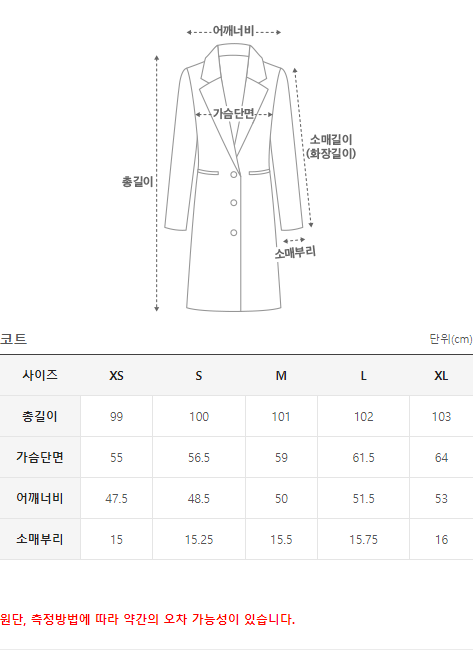 어깨너비
가슴단면
소매길이
(화장길이)
총길이
소매부리
코트 단위(cm)
사이즈 XS S M L XL
총길이 99 100 101 102 103
가슴단면 55 56.5 59 61.5 64
어깨너비 47.5 48.5 50 51.5 53
소매부리 15 15.25 15.5 15.75 16
원단, 측정방법에 따라 약간의 오차 가능성이 있습니다.